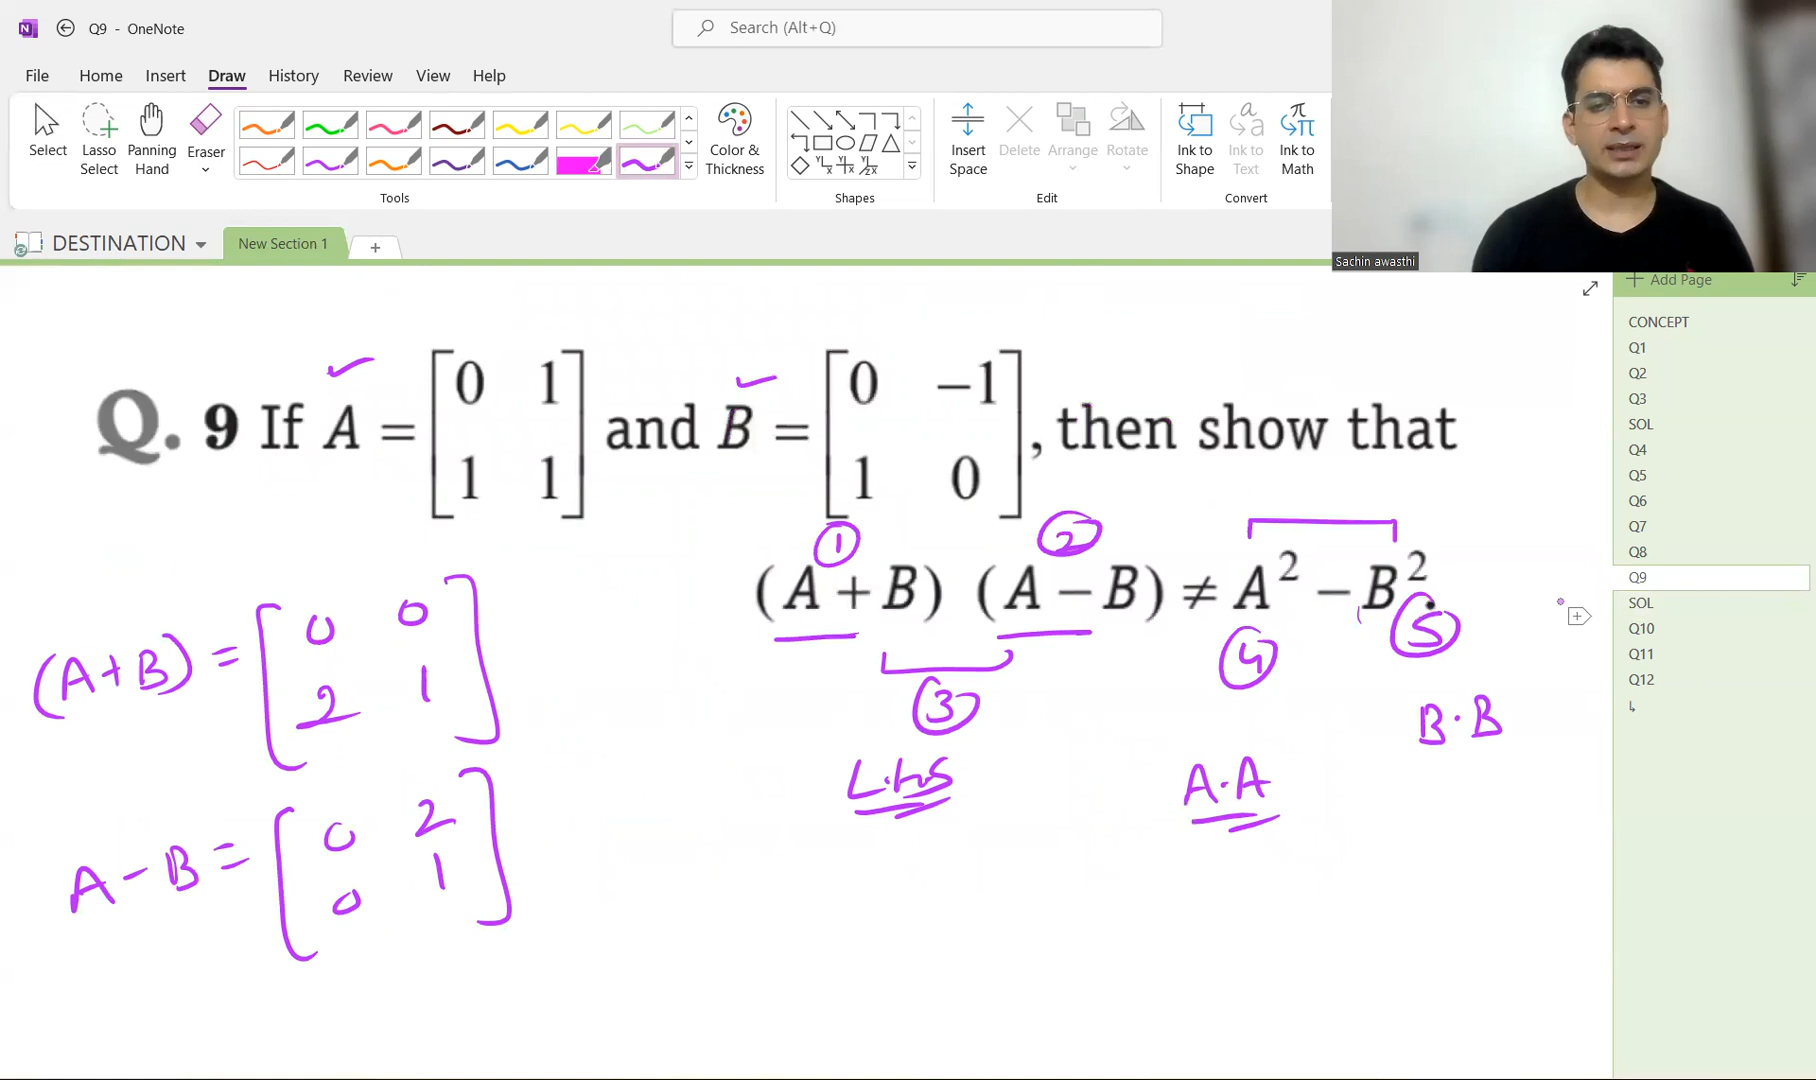 Q9 - OneNote
Search (Alt+Q)
File Home Insert Draw History Review View Help
Select
Lasso Select
Panning Hand
Eraser
Color & Thickness
Insert Space
Delete
Arrange
Rotate
Ink to Shape
Ink to Text
Ink to Math
Tools Shapes Edit Convert
Sachin awasthi
DESTINATION New Section 1 +
Add Page
CONCEPT
Q1
Q2
Q3
SOL
Q4
Q5
Q6
Q7
Q8
Q9
SOL
Q10
Q11
Q12
Q. 9 If A = [0 1; 1 1] and B = [0 −1; 1 0], then show that
① ②
(A + B) (A − B) ≠ A² − B².
③ ④ ⑤
L.h.S
A·A
B·B
(A+B) = [0 0; 2 1]
A−B = [0 2; 0 1]